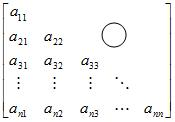 a11
a21 a22 ○
a31 a32 a33
⋮ ⋮ ⋮ ⋱
an1 an2 an3 ⋯ ann